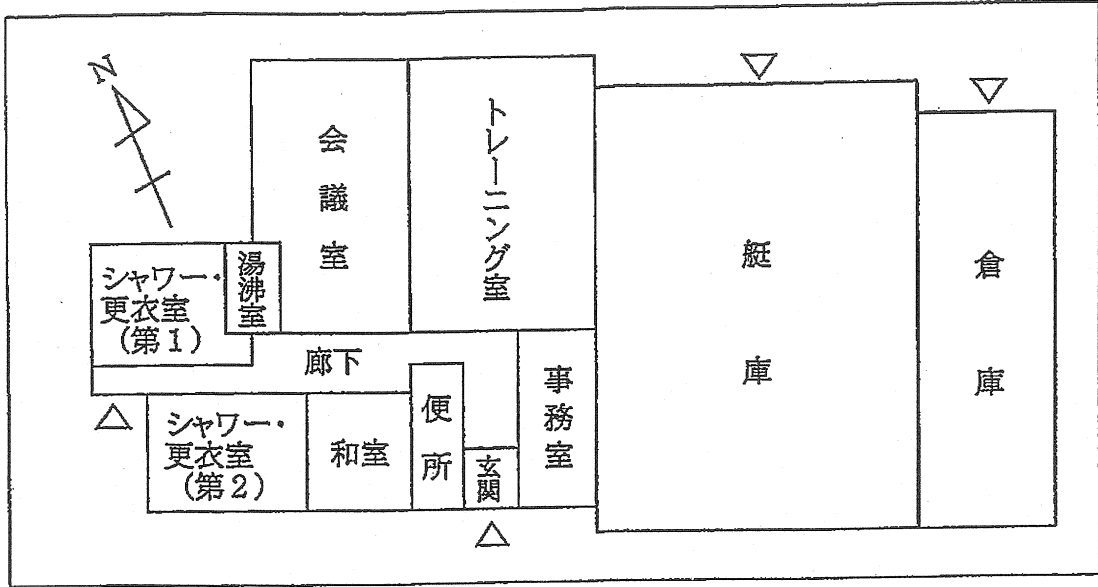 N
会議室
トレーニング室
艇庫
倉庫
シャワー・
更衣室
(第1)
湯沸室
廊下
シャワー・
更衣室
(第2)
和室
便所
玄関
事務室